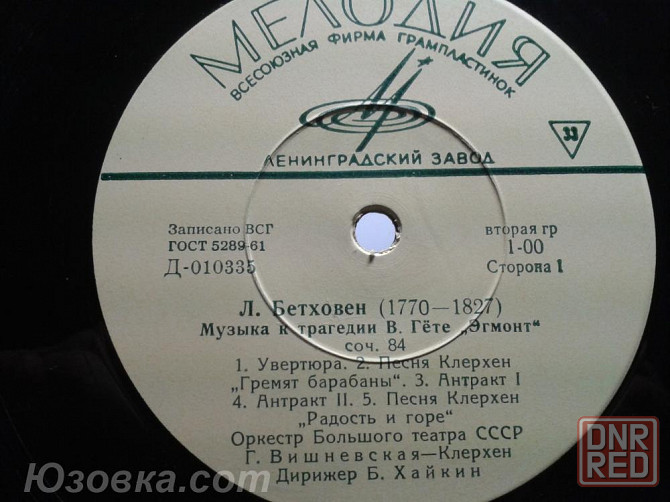 МЕЛОДИЯ
ВСЕСОЮЗНАЯ ФИРМА ГРАМПЛАСТИНОК
ЛЕНИНГРАДСКИЙ ЗАВОД
33
Записано ВСГ
ГОСТ 5289-61
Д-010335
вторая гр
1-00
Сторона 1
Л. Бетховен (1770—1827)
Музыка к трагедии В. Гёте „Эгмонт“
соч. 84
1. Увертюра. 2. Песня Клерхен
„Гремят барабаны“. 3. Антракт I
4. Антракт II. 5. Песня Клерхен
„Радость и горе“
Оркестр Большого театра СССР
Г. Вишневская—Клерхен
Дирижер Б. Хайкин
Юзовка.com
DNR
RED